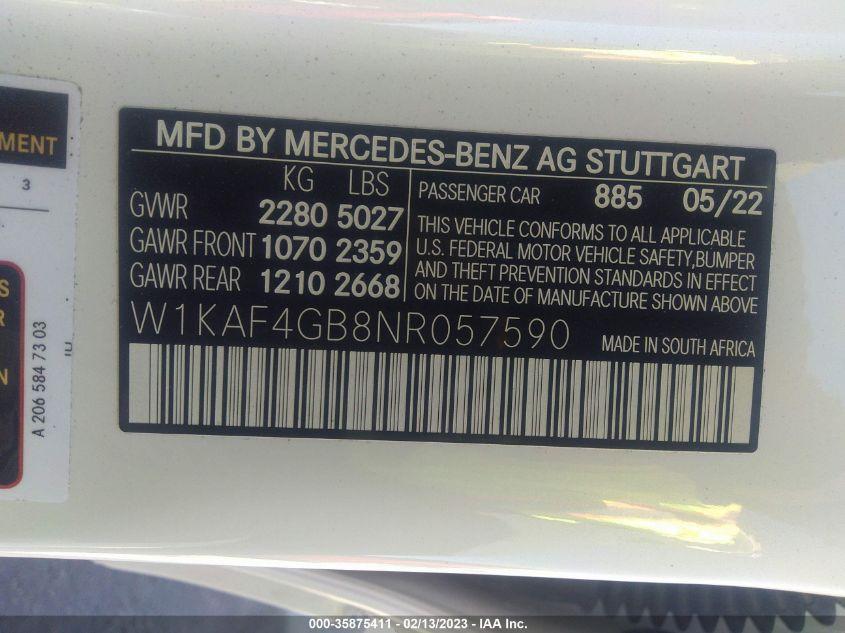 MENT
3
S
R
N
A 206 584 73 03
ID
MFD BY MERCEDES-BENZ AG STUTTGART
KG LBS
GVWR 2280 5027
GAWR FRONT 1070 2359
GAWR REAR 1210 2668
PASSENGER CAR 885 05/22
THIS VEHICLE CONFORMS TO ALL APPLICABLE
U.S. FEDERAL MOTOR VEHICLE SAFETY,BUMPER
AND THEFT PREVENTION STANDARDS IN EFFECT
ON THE DATE OF MANUFACTURE SHOWN ABOVE
W1KAF4GB8NR057590
MADE IN SOUTH AFRICA
000-35875411 - 02/13/2023 - IAA Inc.